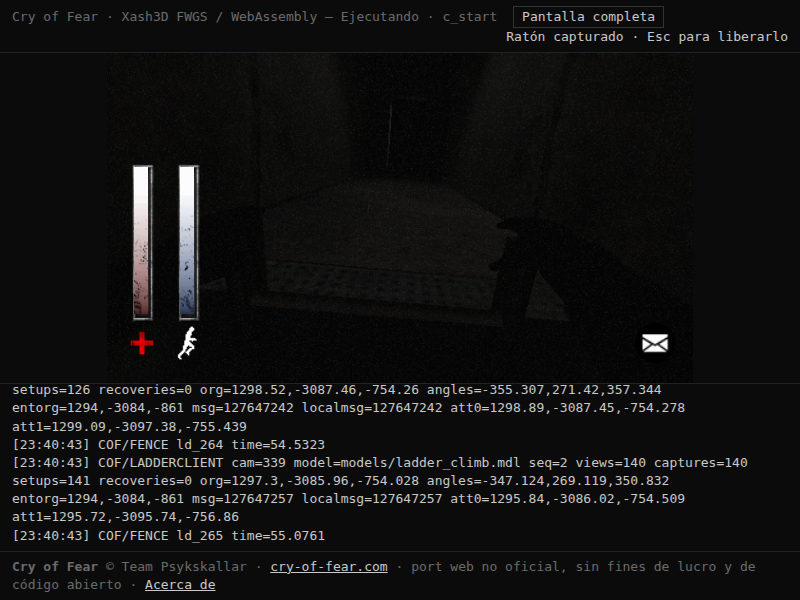 Cry of Fear · Xash3D FWGS / WebAssembly — Ejecutando · c_start
Pantalla completa
Ratón capturado · Esc para liberarlo
setups=126 recoveries=0 org=1298.52,-3087.46,-754.26 angles=-355.307,271.42,357.344
entorg=1294,-3084,-861 msg=127647242 localmsg=127647242 att0=1298.89,-3087.45,-754.278
att1=1299.09,-3097.38,-755.439
[23:40:43] COF/FENCE ld_264 time=54.5323
[23:40:43] COF/LADDERCLIENT cam=339 model=models/ladder_climb.mdl seq=2 views=140 captures=140
setups=141 recoveries=0 org=1297.3,-3085.96,-754.028 angles=-347.124,269.119,350.832
entorg=1294,-3084,-861 msg=127647257 localmsg=127647257 att0=1295.84,-3086.02,-754.509
att1=1295.72,-3095.74,-756.86
[23:40:43] COF/FENCE ld_265 time=55.0761
Cry of Fear © Team Psyskallar · cry-of-fear.com · port web no oficial, sin fines de lucro y de
código abierto · Acerca de